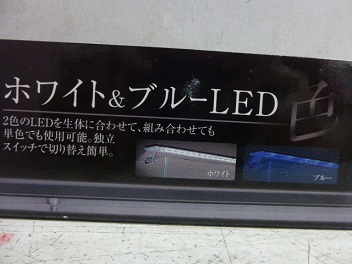 ホワイト&ブルーLED
色
2色のLEDを生体に合わせて、組み合わせても
単色でも使用可能。独立
スイッチで切り替え簡単。
ホワイト
ブルー